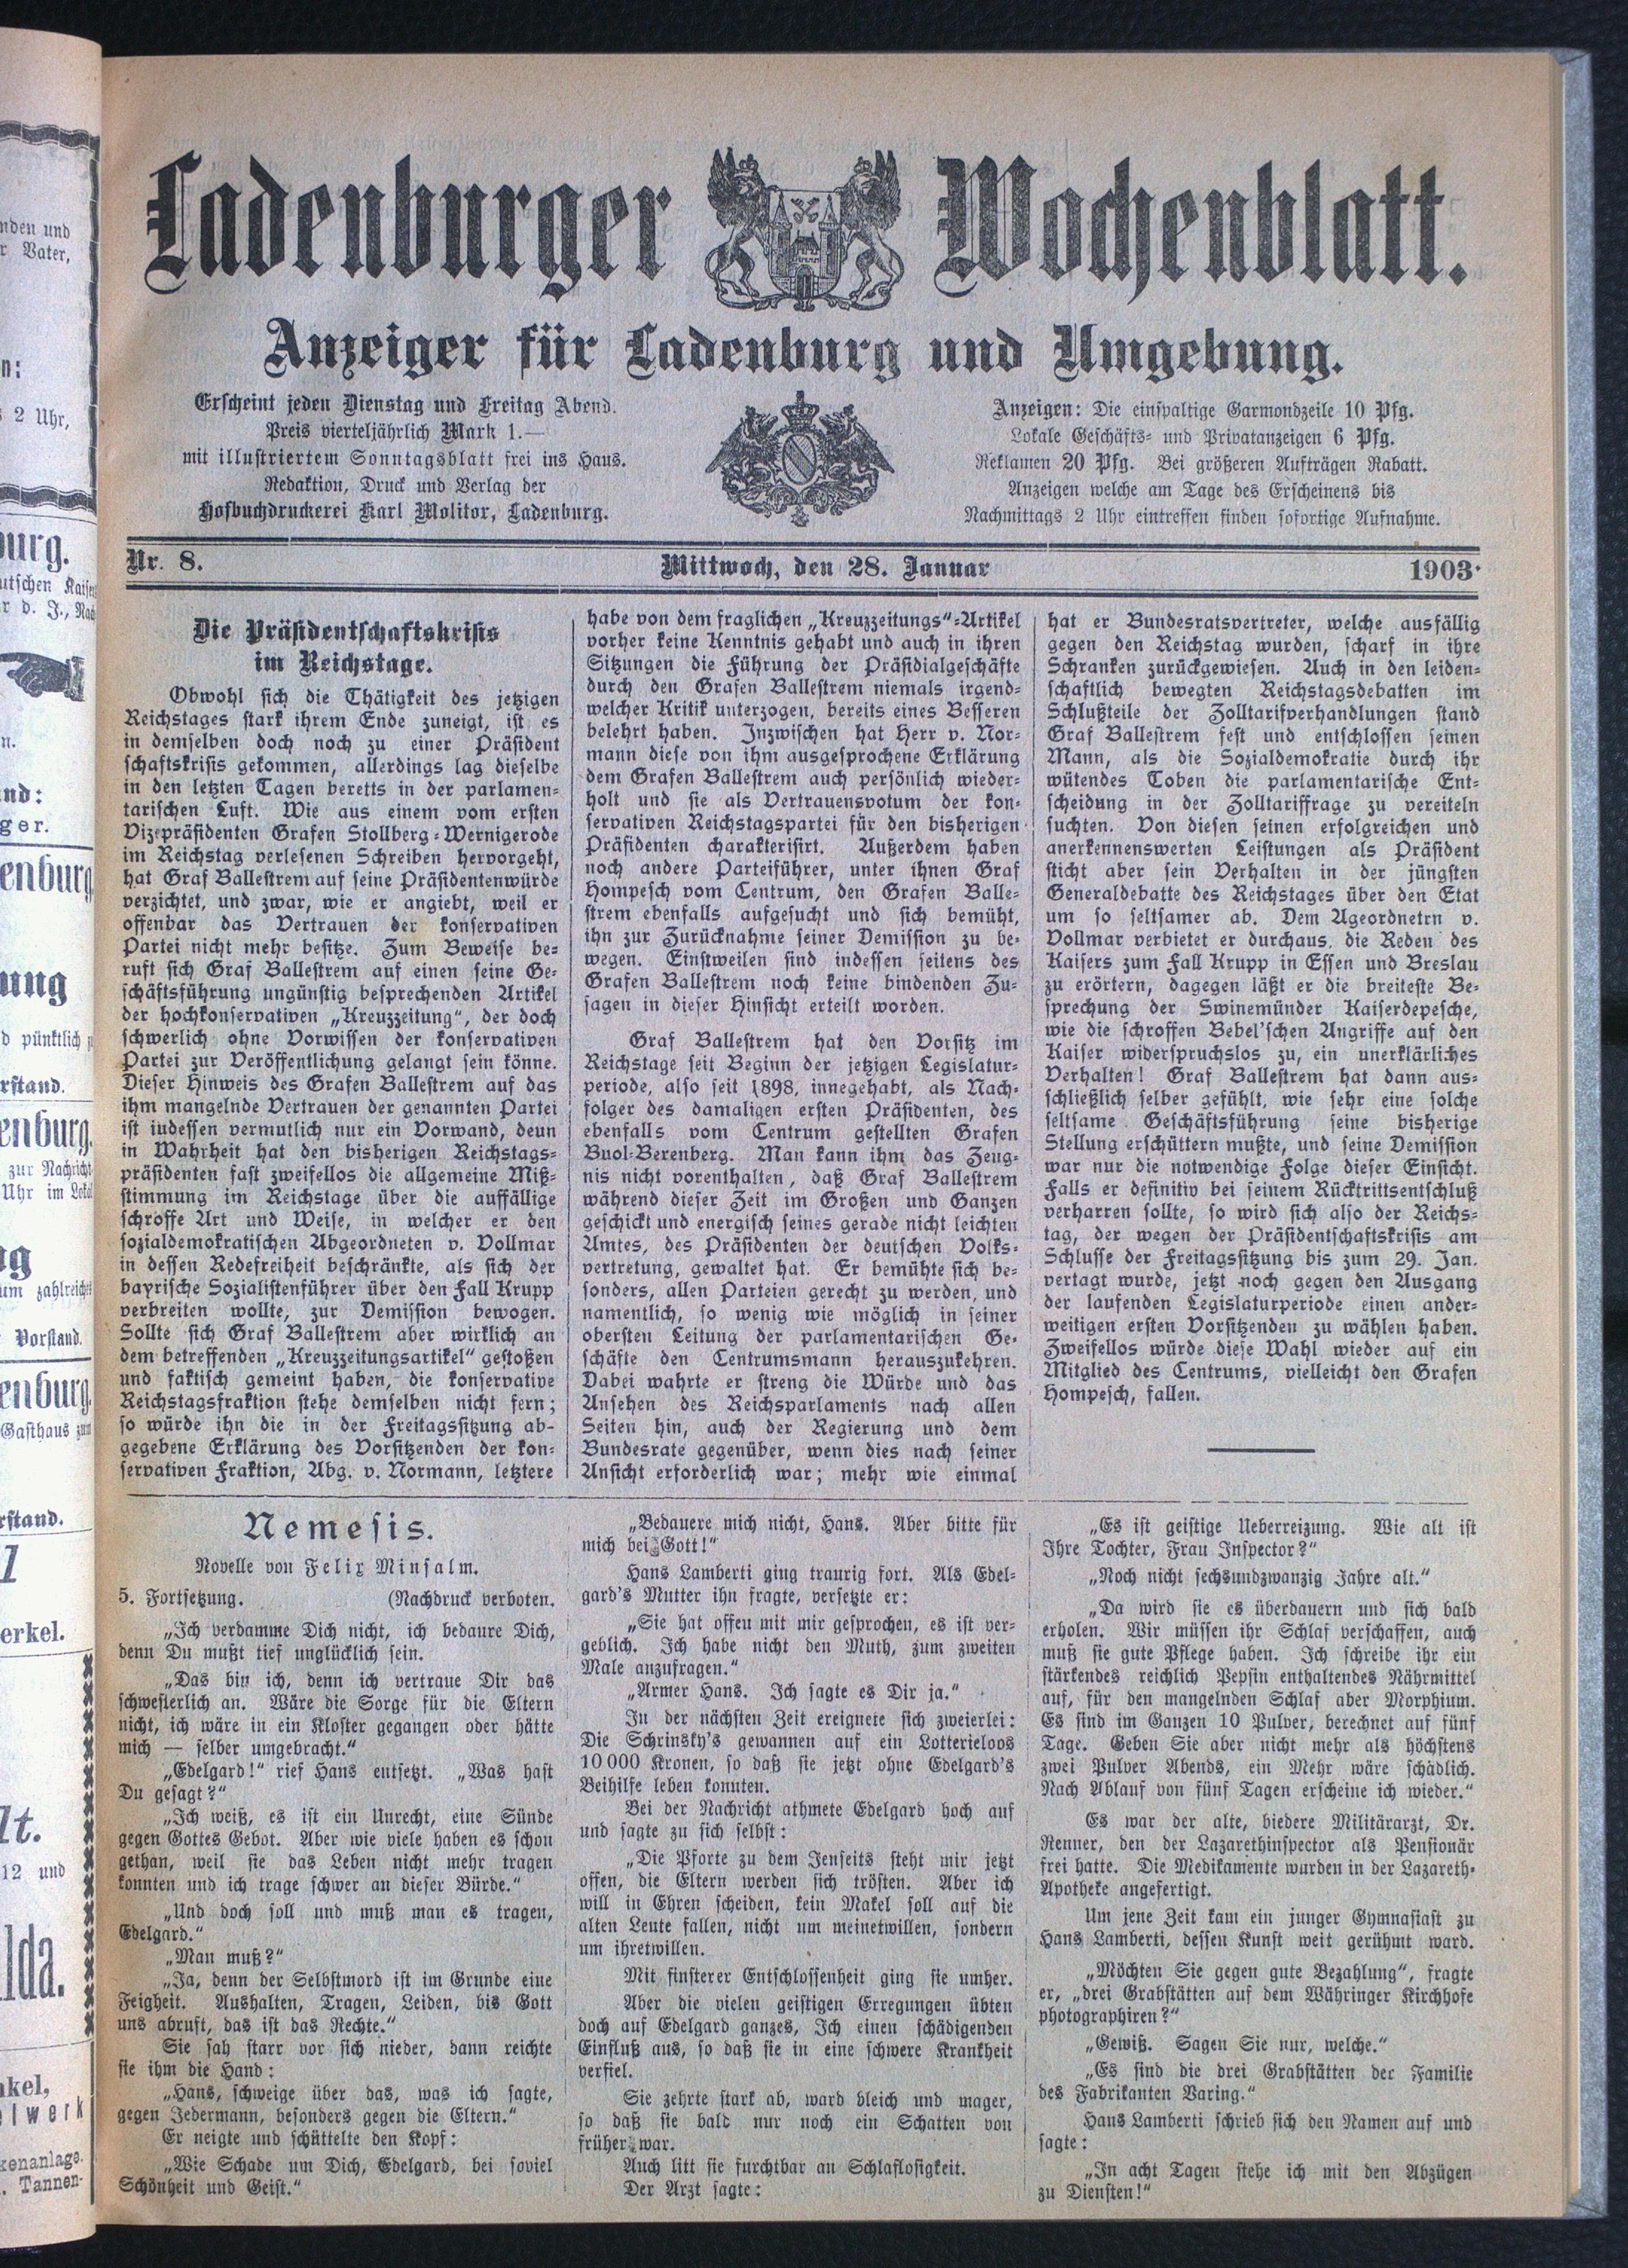 Ladenburger Wochenblatt.
Anzeiger für Ladenburg und Umgebung.
Erscheint jeden Dienstag und Freitag Abend.
Preis vierteljährlich Mark 1.—
mit illustriertem Sonntagsblatt frei ins Haus.
Redaktion, Druck und Verlag der
Hofbuchdruckerei Karl Molitor, Ladenburg.
Anzeigen: Die einspaltige Garmondzeile 10 Pfg.
Lokale Geschäfts- und Privatanzeigen 6 Pfg.
Reklamen 20 Pfg. Bei größeren Aufträgen Rabatt.
Anzeigen welche am Tage des Erscheinens bis
Nachmittags 2 Uhr eintreffen finden sofortige Aufnahme.
Nr. 8.
Mittwoch, den 28. Januar
1903.
Die Präsidentschaftskrisis
im Reichstage.
Obwohl sich die Thätigkeit des jetzigen
Reichstages stark ihrem Ende zuneigt, ist es
in demselben doch noch zu einer Präsident
schaftskrisis gekommen, allerdings lag dieselbe
in den letzten Tagen beretts in der parlamen-
tarischen Luft. Wie aus einem vom ersten
Vizepräsidenten Grafen Stollberg-Wernigerode
im Reichstag verlesenen Schreiben hervorgeht,
hat Graf Ballestrem auf seine Präsidentenwürde
verzichtet, und zwar, wie er angiebt, weil er
offenbar das Vertrauen der konservativen
Partei nicht mehr besitze. Zum Beweise be-
ruft sich Graf Ballestrem auf einen seine Ge-
schäftsführung ungünstig besprechenden Artikel
der hochkonservativen „Kreuzzeitung“, der doch
schwerlich ohne Vorwissen der konservativen
Partei zur Veröffentlichung gelangt sein könne.
Dieser Hinweis des Grafen Ballestrem auf das
ihm mangelnde Vertrauen der genannten Partei
ist iudessen vermutlich nur ein Vorwand, deun
in Wahrheit hat den bisherigen Reichstags-
präsidenten fast zweifellos die allgemeine Miß-
stimmung im Reichstage über die auffällige
schroffe Art und Weise, in welcher er den
sozialdemokratischen Abgeordneten v. Vollmar
in dessen Redefreiheit beschränkte, als sich der
bayrische Sozialistenführer über den Fall Krupp
verbreiten wollte, zur Demission bewogen.
Sollte sich Graf Ballestrem aber wirklich an
dem betreffenden „Kreuzzeitungsartikel“ gestoßen
und faktisch gemeint haben, die konservative
Reichstagsfraktion stehe demselben nicht fern;
so würde ihn die in der Freitagssitzung ab-
gegebene Erklärung des Vorsitzenden der kon-
servativen Fraktion, Abg. v. Normann, letztere
habe von dem fraglichen „Kreuzzeitungs“-Artikel
vorher keine Kenntnis gehabt und auch in ihren
Sitzungen die Führung der Präsidialgeschäfte
durch den Grafen Ballestrem niemals irgend-
welcher Kritik unterzogen, bereits eines Besseren
belehrt haben. Inzwischen hat Herr v. Nor-
mann diese von ihm ausgesprochene Erklärung
dem Grafen Ballestrem auch persönlich wieder-
holt und sie als Vertrauensvotum der kon-
servativen Reichstagspartei für den bisherigen
Präsidenten charakterisirt. Außerdem haben
noch andere Parteiführer, unter ihnen Graf
Hompesch vom Centrum, den Grafen Balle-
strem ebenfalls aufgesucht und sich bemüht,
ihn zur Zurücknahme seiner Demission zu be-
wegen. Einstweilen sind indessen seitens des
Grafen Ballestrem noch keine bindenden Zu-
sagen in dieser Hinsicht erteilt worden.
Graf Ballestrem hat den Vorsitz im
Reichstage seit Beginn der jetzigen Legislatur-
periode, also seit 1898, innegehabt, als Nach-
folger des damaligen ersten Präsidenten, des
ebenfalls vom Centrum gestellten Grafen
Buol-Berenberg. Man kann ihm das Zeug-
nis nicht vorenthalten, daß Graf Ballestrem
während dieser Zeit im Großen und Ganzen
geschickt und energisch seines gerade nicht leichten
Amtes, des Präsidenten der deutschen Volks-
vertretung, gewaltet hat. Er bemühte sich be-
sonders, allen Parteien gerecht zu werden, und
namentlich, so wenig wie möglich in seiner
obersten Leitung der parlamentarischen Ge-
schäfte den Centrumsmann herauszukehren.
Dabei wahrte er streng die Würde und das
Ansehen des Reichsparlaments nach allen
Seiten hin, auch der Regierung und dem
Bundesrate gegenüber, wenn dies nach seiner
Ansicht erforderlich war; mehr wie einmal
hat er Bundesratsvertreter, welche ausfällig
gegen den Reichstag wurden, scharf in ihre
Schranken zurückgewiesen. Auch in den leiden-
schaftlich bewegten Reichstagsdebatten im
Schlußteile der Zolltarifverhandlungen stand
Graf Ballestrem fest und entschlossen seinen
Mann, als die Sozialdemokratie durch ihr
wütendes Toben die parlamentarische Ent-
scheidung in der Zolltariffrage zu vereiteln
suchten. Von diesen seinen erfolgreichen und
anerkennenswerten Leistungen als Präsident
sticht aber sein Verhalten in der jüngsten
Generaldebatte des Reichstages über den Etat
um so seltsamer ab. Dem Ageordnetrn v.
Vollmar verbietet er durchaus, die Reden des
Kaisers zum Fall Krupp in Essen und Breslau
zu erörtern, dagegen läßt er die breiteste Be-
sprechung der Swinemünder Kaiserdepesche,
wie die schroffen Bebel'schen Angriffe auf den
Kaiser widerspruchslos zu, ein unerklärliches
Verhalten! Graf Ballestrem hat dann aus-
schließlich selber gefühlt, wie sehr eine solche
seltsame Geschäftsführung seine bisherige
Stellung erschüttern mußte, und seine Demission
war nur die notwendige Folge dieser Einsicht.
Falls er definitiv bei seinem Rücktrittsentschluß
verharren sollte, so wird sich also der Reichs-
tag, der wegen der Präsidentschaftskrisis am
Schlusse der Freitagssitzung bis zum 29. Jan.
vertagt wurde, jetzt noch gegen den Ausgang
der laufenden Legislaturperiode einen ander-
weitigen ersten Vorsitzenden zu wählen haben.
Zweifellos würde diese Wahl wieder auf ein
Mitglied des Centrums, vielleicht den Grafen
Hompesch, fallen.
Nemesis.
Novelle von Felix Minsalm.
5. Fortsetzung. (Nachdruck verboten.
„Ich verdamme Dich nicht, ich bedaure Dich,
denn Du mußt tief unglücklich sein.
„Das bin ich, denn ich vertraue Dir das
schwesterlich an. Wäre die Sorge für die Eltern
nicht, ich wäre in ein Kloster gegangen oder hätte
mich — selber umgebracht.“
„Edelgard!“ rief Hans entsetzt. „Was hast
Du gesagt?“
„Ich weiß, es ist ein Unrecht, eine Sünde
gegen Gottes Gebot. Aber wie viele haben es schon
gethan, weil sie das Leben nicht mehr tragen
konnten und ich trage schwer an dieser Bürde.“
„Und doch soll und muß man es tragen,
Edelgard.“
„Man muß?“
„Ja, denn der Selbstmord ist im Grunde eine
Feigheit. Aushalten, Tragen, Leiden, bis Gott
uns abruft, das ist das Rechte.“
Sie sah starr vor sich nieder, dann reichte
sie ihm die Hand:
„Hans, schweige über das, was ich sagte,
gegen Jedermann, besonders gegen die Eltern.“
Er neigte und schüttelte den Kopf:
„Wie Schade um Dich, Edelgard, bei soviel
Schönheit und Geist.“
„Bedauere mich nicht, Hans. Aber bitte für
mich bei Gott!“
Hans Lamberti ging traurig fort. Als Edel-
gard's Mutter ihn fragte, versetzte er:
„Sie hat offen mit mir gesprochen, es ist ver-
geblich. Ich habe nicht den Muth, zum zweiten
Male anzufragen.“
„Armer Hans. Ich sagte es Dir ja.“
In der nächsten Zeit ereignete sich zweierlei:
Die Schrinsky's gewannen auf ein Lotterieloos
10 000 Kronen, so daß sie jetzt ohne Edelgard's
Beihilfe leben konnten.
Bei der Nachricht athmete Edelgard hoch auf
und sagte zu sich selbst:
„Die Pforte zu dem Jenseits steht mir jetzt
offen, die Eltern werden sich trösten. Aber ich
will in Ehren scheiden, kein Makel soll auf die
alten Leute fallen, nicht um meinetwillen, sondern
um ihretwillen.
Mit finsterer Entschlossenheit ging sie umher.
Aber die vielen geistigen Erregungen übten
doch auf Edelgard ganzes, Ich einen schädigenden
Einfluß aus, so daß sie in eine schwere Krankheit
verfiel.
Sie zehrte stark ab, ward bleich und mager,
so daß sie bald nur noch ein Schatten von
früher war.
Auch litt sie furchtbar an Schlaflosigkeit.
Der Arzt sagte:
„Es ist geistige Ueberreizung. Wie alt ist
Ihre Tochter, Frau Inspector?“
„Noch nicht sechsundzwanzig Jahre alt.“
„Da wird sie es überdauern und sich bald
erholen. Wir müssen ihr Schlaf verschaffen, auch
muß sie gute Pflege haben. Ich schreibe ihr ein
stärkendes reichlich Pepsin enthaltendes Nährmittel
auf, für den mangelnden Schlaf aber Morphium.
Es sind im Ganzen 10 Pulver, berechnet auf fünf
Tage. Geben Sie aber nicht mehr als höchstens
zwei Pulver Abends, ein Mehr wäre schädlich.
Nach Ablauf von fünf Tagen erscheine ich wieder.“
Es war der alte, biedere Militärarzt, Dr.
Renner, den der Lazarethinspector als Pensionär
frei hatte. Die Medikamente wurden in der Lazareth-
Apotheke angefertigt.
Um jene Zeit kam ein junger Gymnasiast zu
Hans Lamberti, dessen Kunst weit gerühmt ward.
„Möchten Sie gegen gute Bezahlung“, fragte
er, „drei Grabstätten auf dem Währinger Kirchhofe
photographiren?“
„Gewiß. Sagen Sie nur, welche.“
„Es sind die drei Grabstätten der Familie
des Fabrikanten Varing.“
Hans Lamberti schrieb sich den Namen auf und
sagte:
„In acht Tagen stehe ich mit den Abzügen
zu Diensten!“